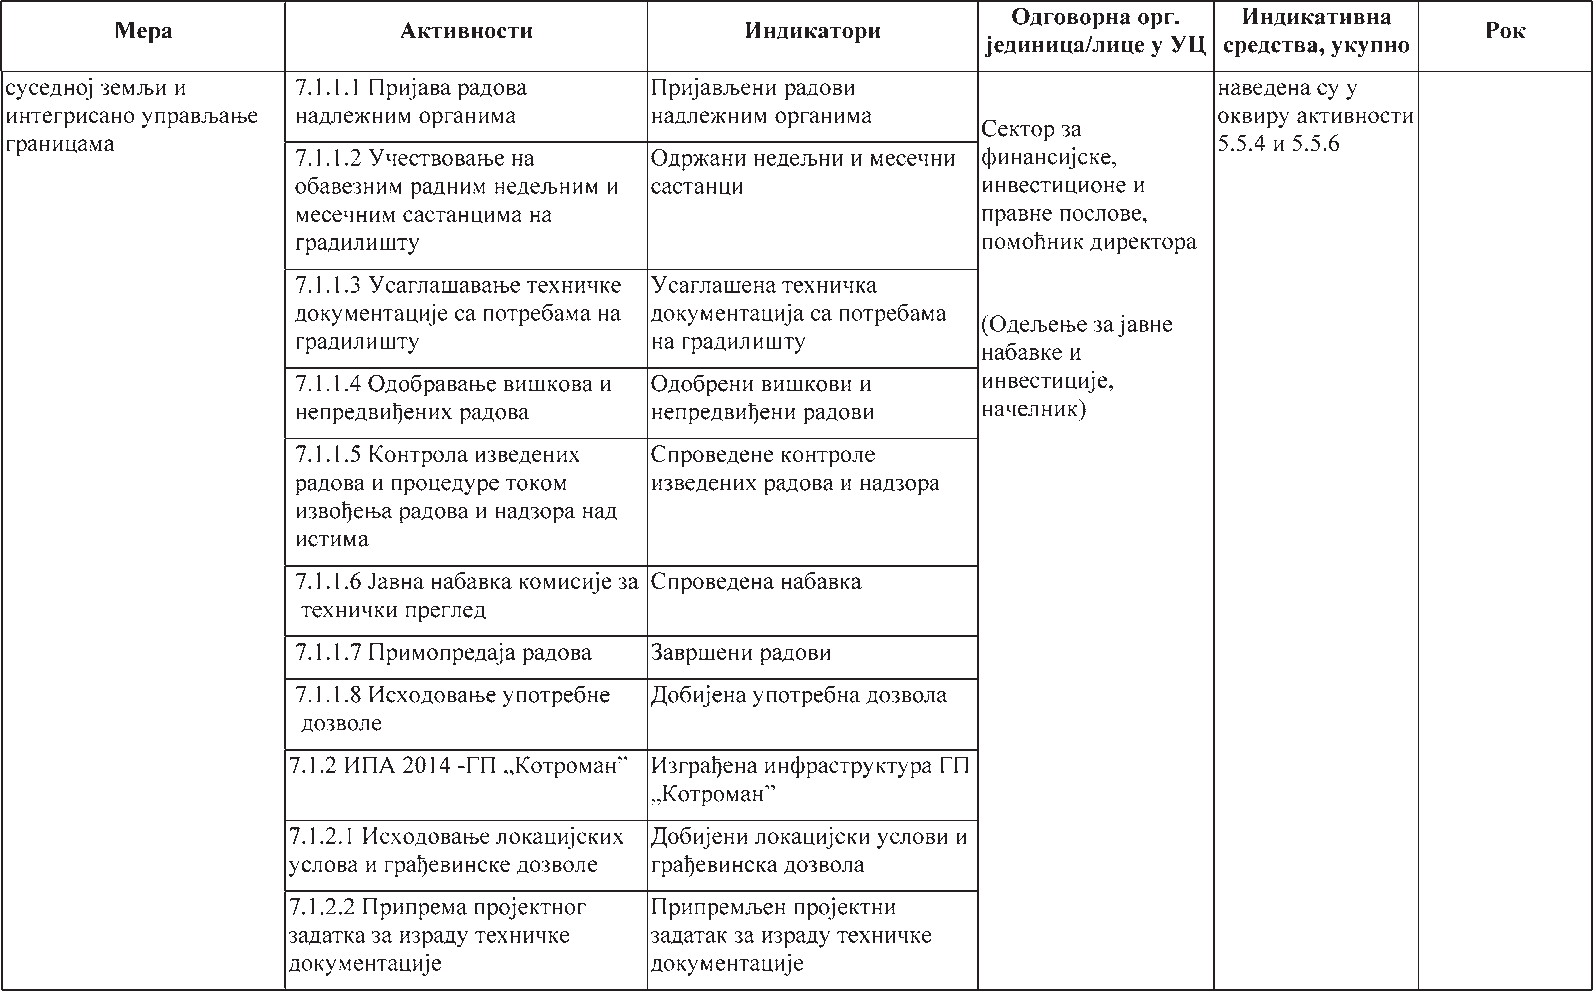 Мера
Активности
Индикатори
Одговорна орг.
јединица/лице у УЦ
Индикативна
средства, укупно
Рок
суседној земљи и
интегрисано управљање
границама
7.1.1.1 Пријава радова
надлежним органима
Пријављени радови
надлежним органима
Сектор за
финансијске,
инвестиционе и
правне послове,
помоћник директора
(Одељење за јавне
набавке и
инвестиције,
начелник)
наведена су у
оквиру активности
5.5.4 и 5.5.6
7.1.1.2 Учествовање на
обавезним радним недељним и
месечним састанцима на
градилишту
Одржани недељни и месечни
састанци
7.1.1.3 Усаглашавање техничке
документације са потребама на
градилишту
Усаглашена техничка
документација са потребама
на градилишту
7.1.1.4 Одобравање вишкова и
непредвиђених радова
Одобрени вишкови и
непредвиђени радови
7.1.1.5 Контрола изведених
радова и процедуре током
извођења радова и надзора над
истима
Спроведене контроле
изведених радова и надзора
7.1.1.6 Јавна набавка комисије за
технички преглед
Спроведена набавка
7.1.1.7 Примопредаја радова
Завршени радови
7.1.1.8 Исходовање употребне
дозволе
Добијена употребна дозвола
7.1.2 ИПА 2014 -ГП „Котроман”
Изграђена инфраструктура ГП
„Котроман”
7.1.2.1 Исходовање локацијских
услова и грађевинске дозволе
Добијени локацијски услови и
грађевинска дозвола
7.1.2.2 Припрема пројектног
задатка за израду техничке
документације
Припремљен пројектни
задатак за израду техничке
документације